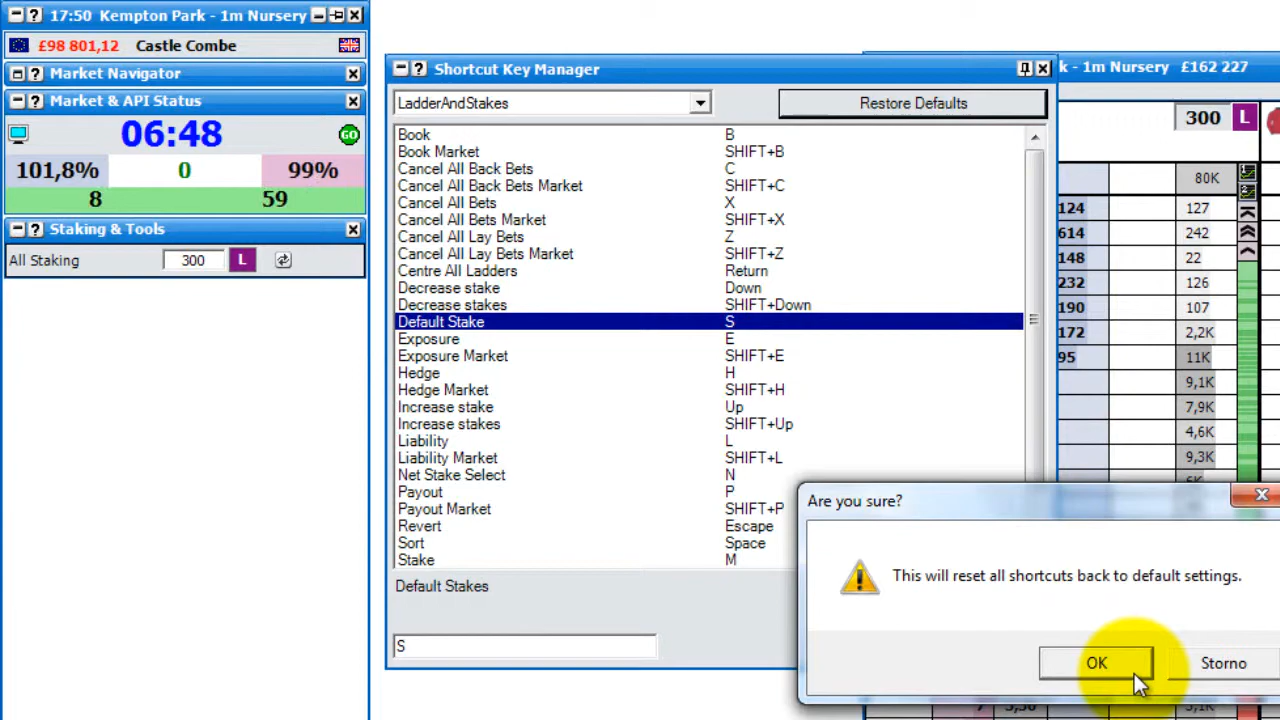 17:50 Kempton Park - 1m Nursery
£98 801,12 Castle Combe
Market Navigator
Market & API Status
06:48 GO
101,8% 0 99%
8 59
Staking & Tools
All Staking 300 L
Shortcut Key Manager
LadderAndStakes Restore Defaults
Book B
Book Market SHIFT+B
Cancel All Back Bets C
Cancel All Back Bets Market SHIFT+C
Cancel All Bets X
Cancel All Bets Market SHIFT+X
Cancel All Lay Bets Z
Cancel All Lay Bets Market SHIFT+Z
Centre All Ladders Return
Decrease stake Down
Decrease stakes SHIFT+Down
Default Stake S
Exposure E
Exposure Market SHIFT+E
Hedge H
Hedge Market SHIFT+H
Increase stake Up
Increase stakes SHIFT+Up
Liability L
Liability Market SHIFT+L
Net Stake Select N
Payout P
Payout Market SHIFT+P
Revert Escape
Sort Space
Stake M
Default Stakes
S
k - 1m Nursery £162 227
300 L
80K
124 127
614 242
148 22
232 126
190 107
172 2,2K
95 11K
9,1K
7,9K
4,6K
9,3K
Are you sure?
This will reset all shortcuts back to default settings.
OK Storno